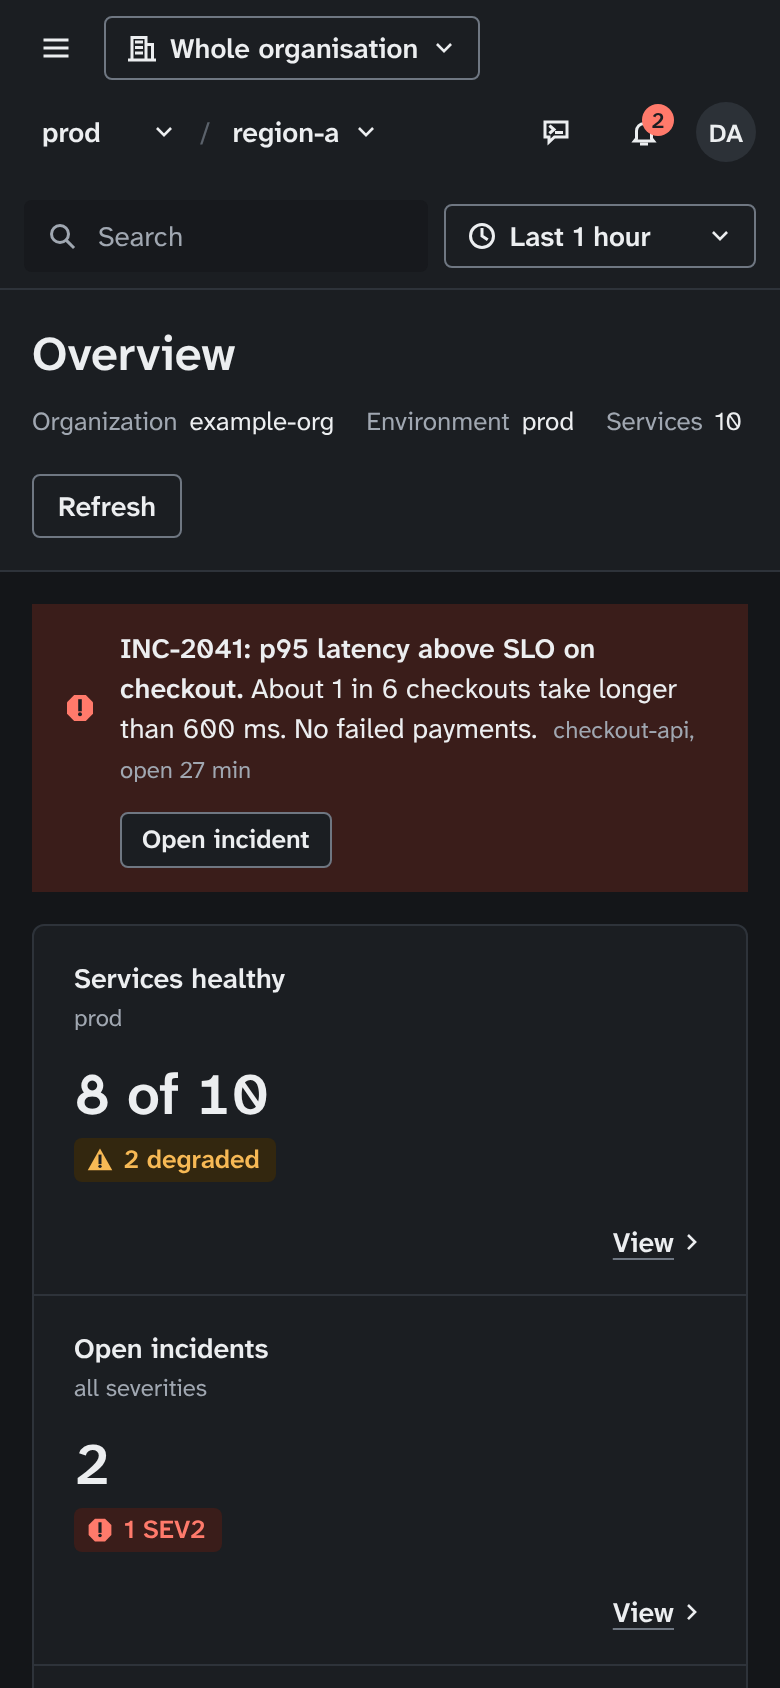 Whole organisation
prod / region-a
2
DA
Search
Last 1 hour
Overview
Organization example-org Environment prod Services 10
Refresh
INC-2041: p95 latency above SLO on
checkout. About 1 in 6 checkouts take longer
than 600 ms. No failed payments. checkout-api,
open 27 min
Open incident
Services healthy
prod
8 of 10
2 degraded
View
Open incidents
all severities
2
1 SEV2
View